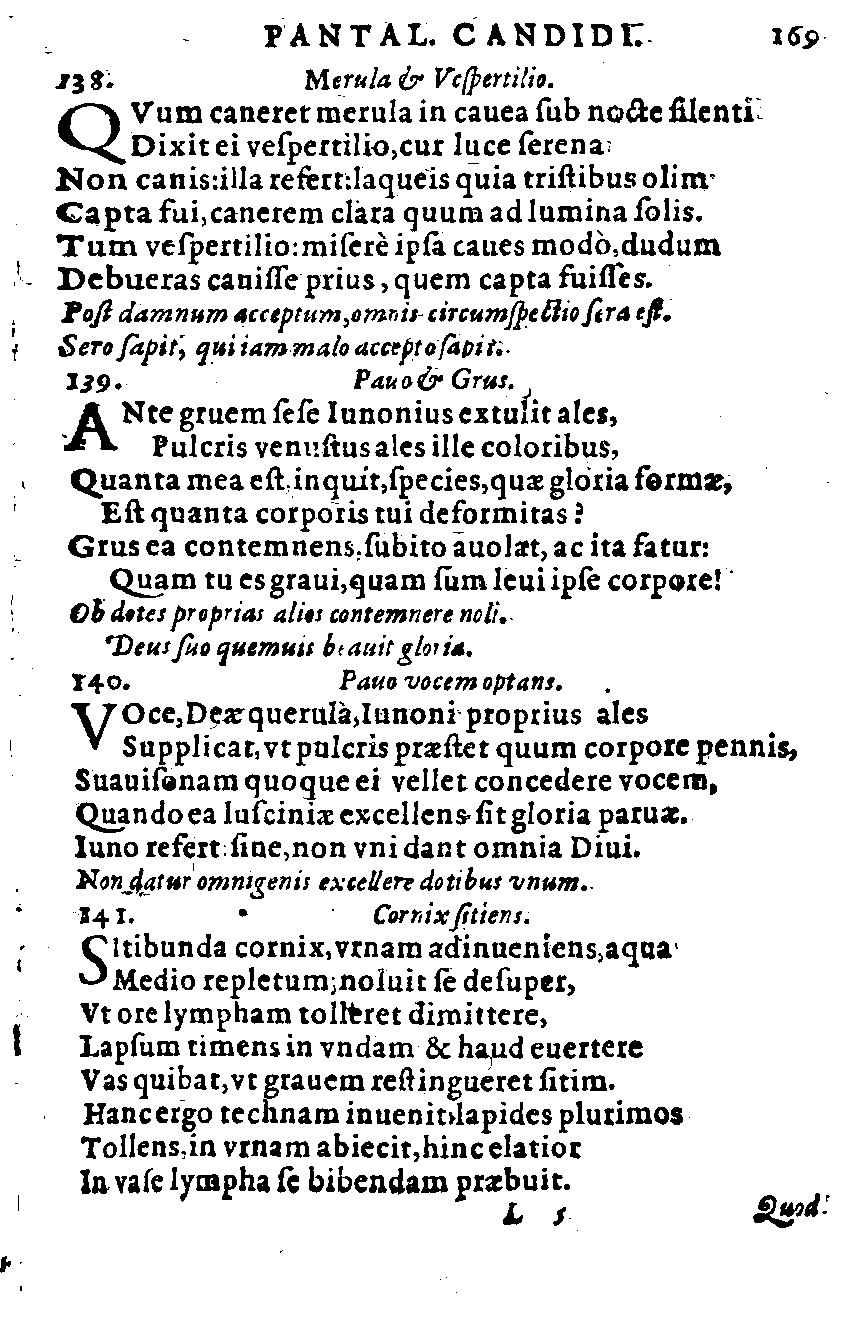 PANTAL. CANDIDI. 169
138. Merula & Veſpertilio.
QVum caneret merula in cauea ſub nocte ſilenti
Dixit ei veſpertilio,cur luce ſerena
Non canis:illa refert:laqueis quia triſtibus olim
Capta fui,canerem clara quum ad lumina ſolis.
Tum veſpertilio:miſerè ipſa caues modò,dudum
Debueras caniſſe prius,quem capta fuiſſes.
Poſt damnum acceptum,omnis circumſpectio ſera eſt.
Sero ſapit, qui iam malo accepto ſapit.
139. Pauo & Grus.
ANte gruem ſeſe Iunonius extulit ales,
Pulcris venuſtus ales ille coloribus,
Quanta mea eſt,inquit,ſpecies,quæ gloria formæ,
Eſt quanta corporis tui deformitas?
Grus ea contemnens,ſubito auolat, ac ita fatur:
Quam tu es graui,quam ſum leui ipſe corpore!
Ob dotes proprias alios contemnere noli.
Deus ſuo quemuis beauit gloria.
140. Pauo vocem optans.
VOce,Deæ querula,Iunoni proprius ales
Supplicat,vt pulcris præſtet quum corpore pennis,
Suauiſonam quoque ei vellet concedere vocem,
Quando ea luſciniæ excellens ſit gloria paruæ.
Iuno refert:ſine,non vni dant omnia Diui.
Non datur omnigenis excellere dotibus vnum.
141. Cornix ſitiens.
SItibunda cornix,vrnam adinueniens,aqua
Medio repletum,noluit ſe deſuper,
Vt ore lympham tolleret dimittere,
Lapſum timens in vndam & haud euertere
Vas quibat,vt grauem reſtingueret ſitim.
Hanc ergo technam inuenit,lapides plurimos
Tollens,in vrnam abiecit,hinc elatior
In vaſe lympha ſe bibendam præbuit.
L 5 Quod